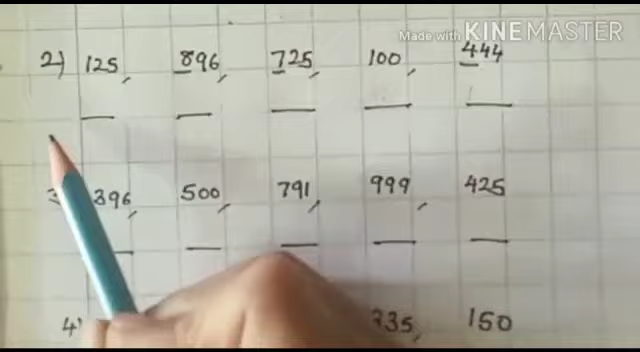 Made with KINEMASTER
2) 125, 896, 725, 100, 444
396, 500, 791, 999, 425
4) 335, 150